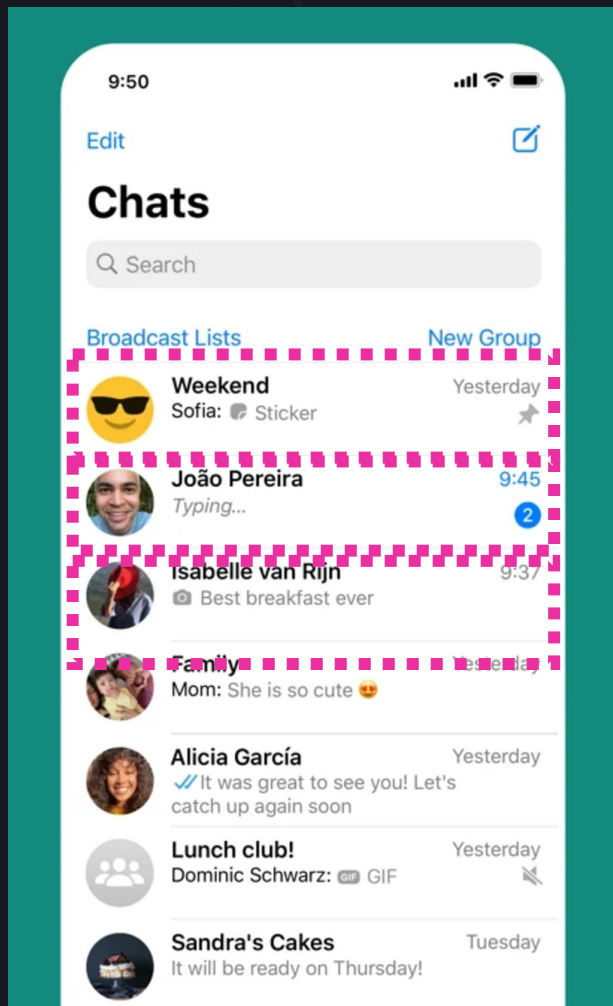 9:50
Edit
Chats
Search
Broadcast Lists New Group
Weekend Yesterday
Sofia: Sticker
João Pereira 9:45
Typing... 2
Isabelle van Rijn 9:37
Best breakfast ever
Family Yesterday
Mom: She is so cute 😍
Alicia García Yesterday
It was great to see you! Let's
catch up again soon
Lunch club! Yesterday
Dominic Schwarz: GIF GIF
Sandra's Cakes Tuesday
It will be ready on Thursday!